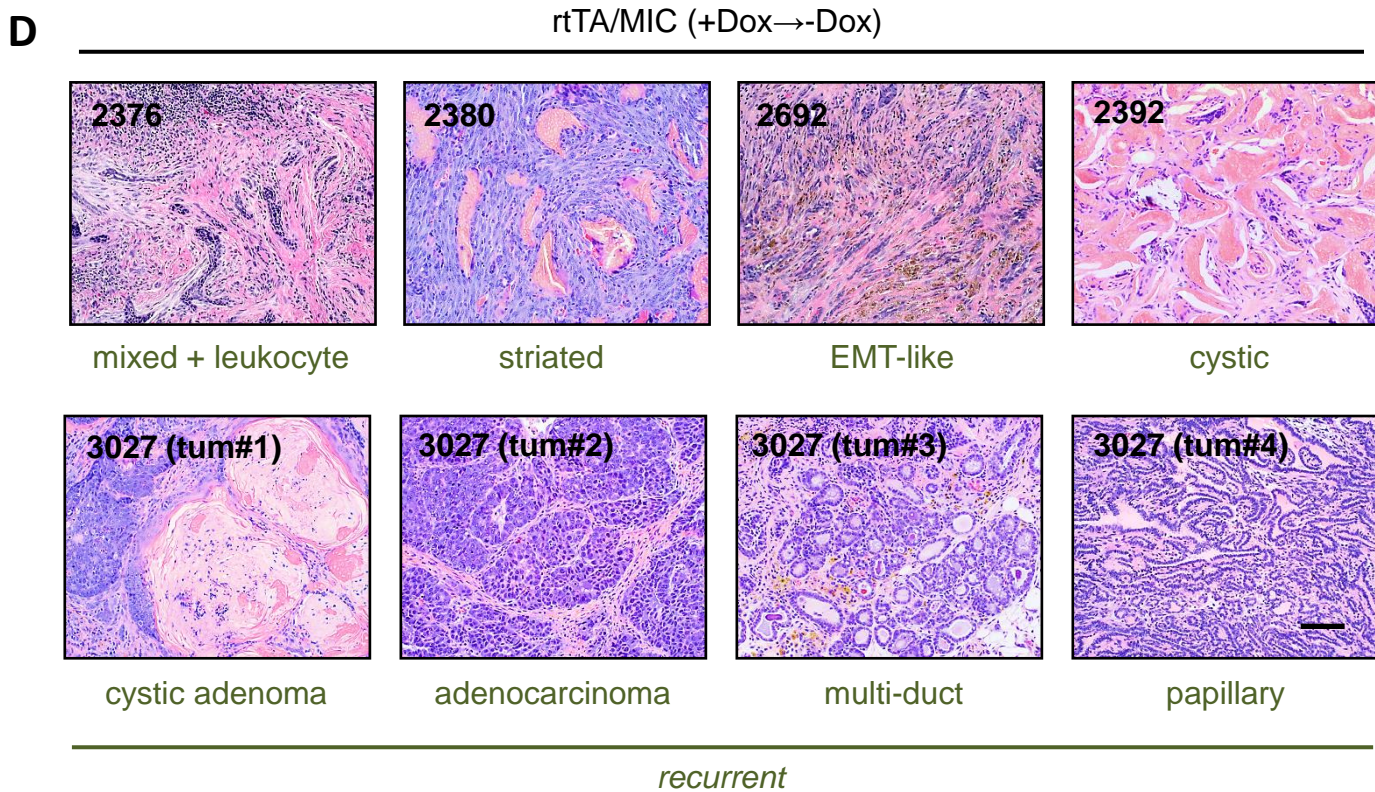 D
rtTA/MIC (+Dox→-Dox)
2376
2380
2692
2392
mixed + leukocyte
striated
EMT-like
cystic
3027 (tum#1)
3027 (tum#2)
3027 (tum#3)
3027 (tum#4)
cystic adenoma
adenocarcinoma
multi-duct
papillary
recurrent